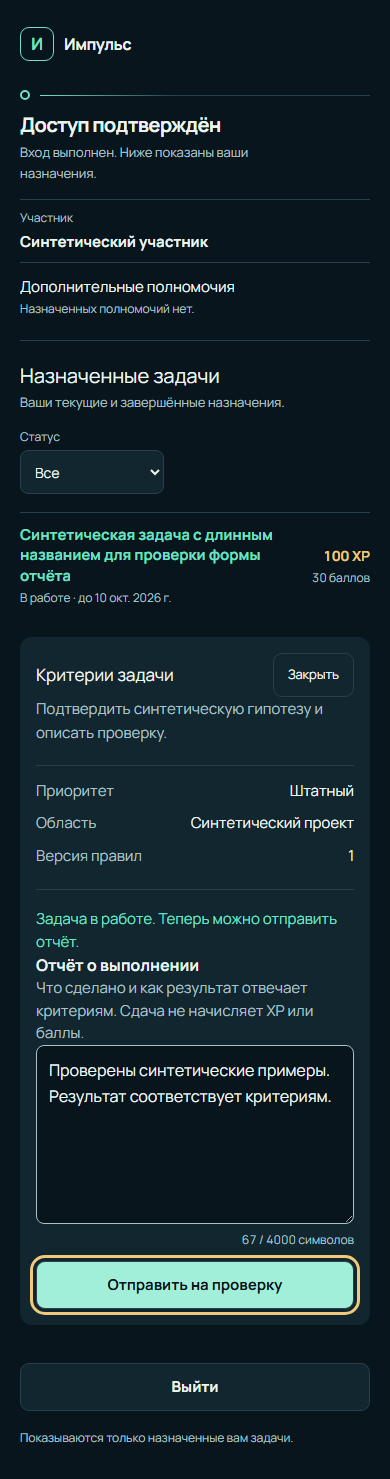 И Импульс
Доступ подтверждён
Вход выполнен. Ниже показаны ваши
назначения.
Участник
Синтетический участник
Дополнительные полномочия
Назначенных полномочий нет.
Назначенные задачи
Ваши текущие и завершённые назначения.
Статус
Все
Синтетическая задача с длинным
названием для проверки формы
отчёта
100 XP
30 баллов
В работе · до 10 окт. 2026 г.
Критерии задачи
Закрыть
Подтвердить синтетическую гипотезу и
описать проверку.
Приоритет Штатный
Область Синтетический проект
Версия правил 1
Задача в работе. Теперь можно отправить
отчёт.
Отчёт о выполнении
Что сделано и как результат отвечает
критериям. Сдача не начисляет XP или
баллы.
Проверены синтетические примеры.
Результат соответствует критериям.
67 / 4000 символов
Отправить на проверку
Выйти
Показываются только назначенные вам задачи.